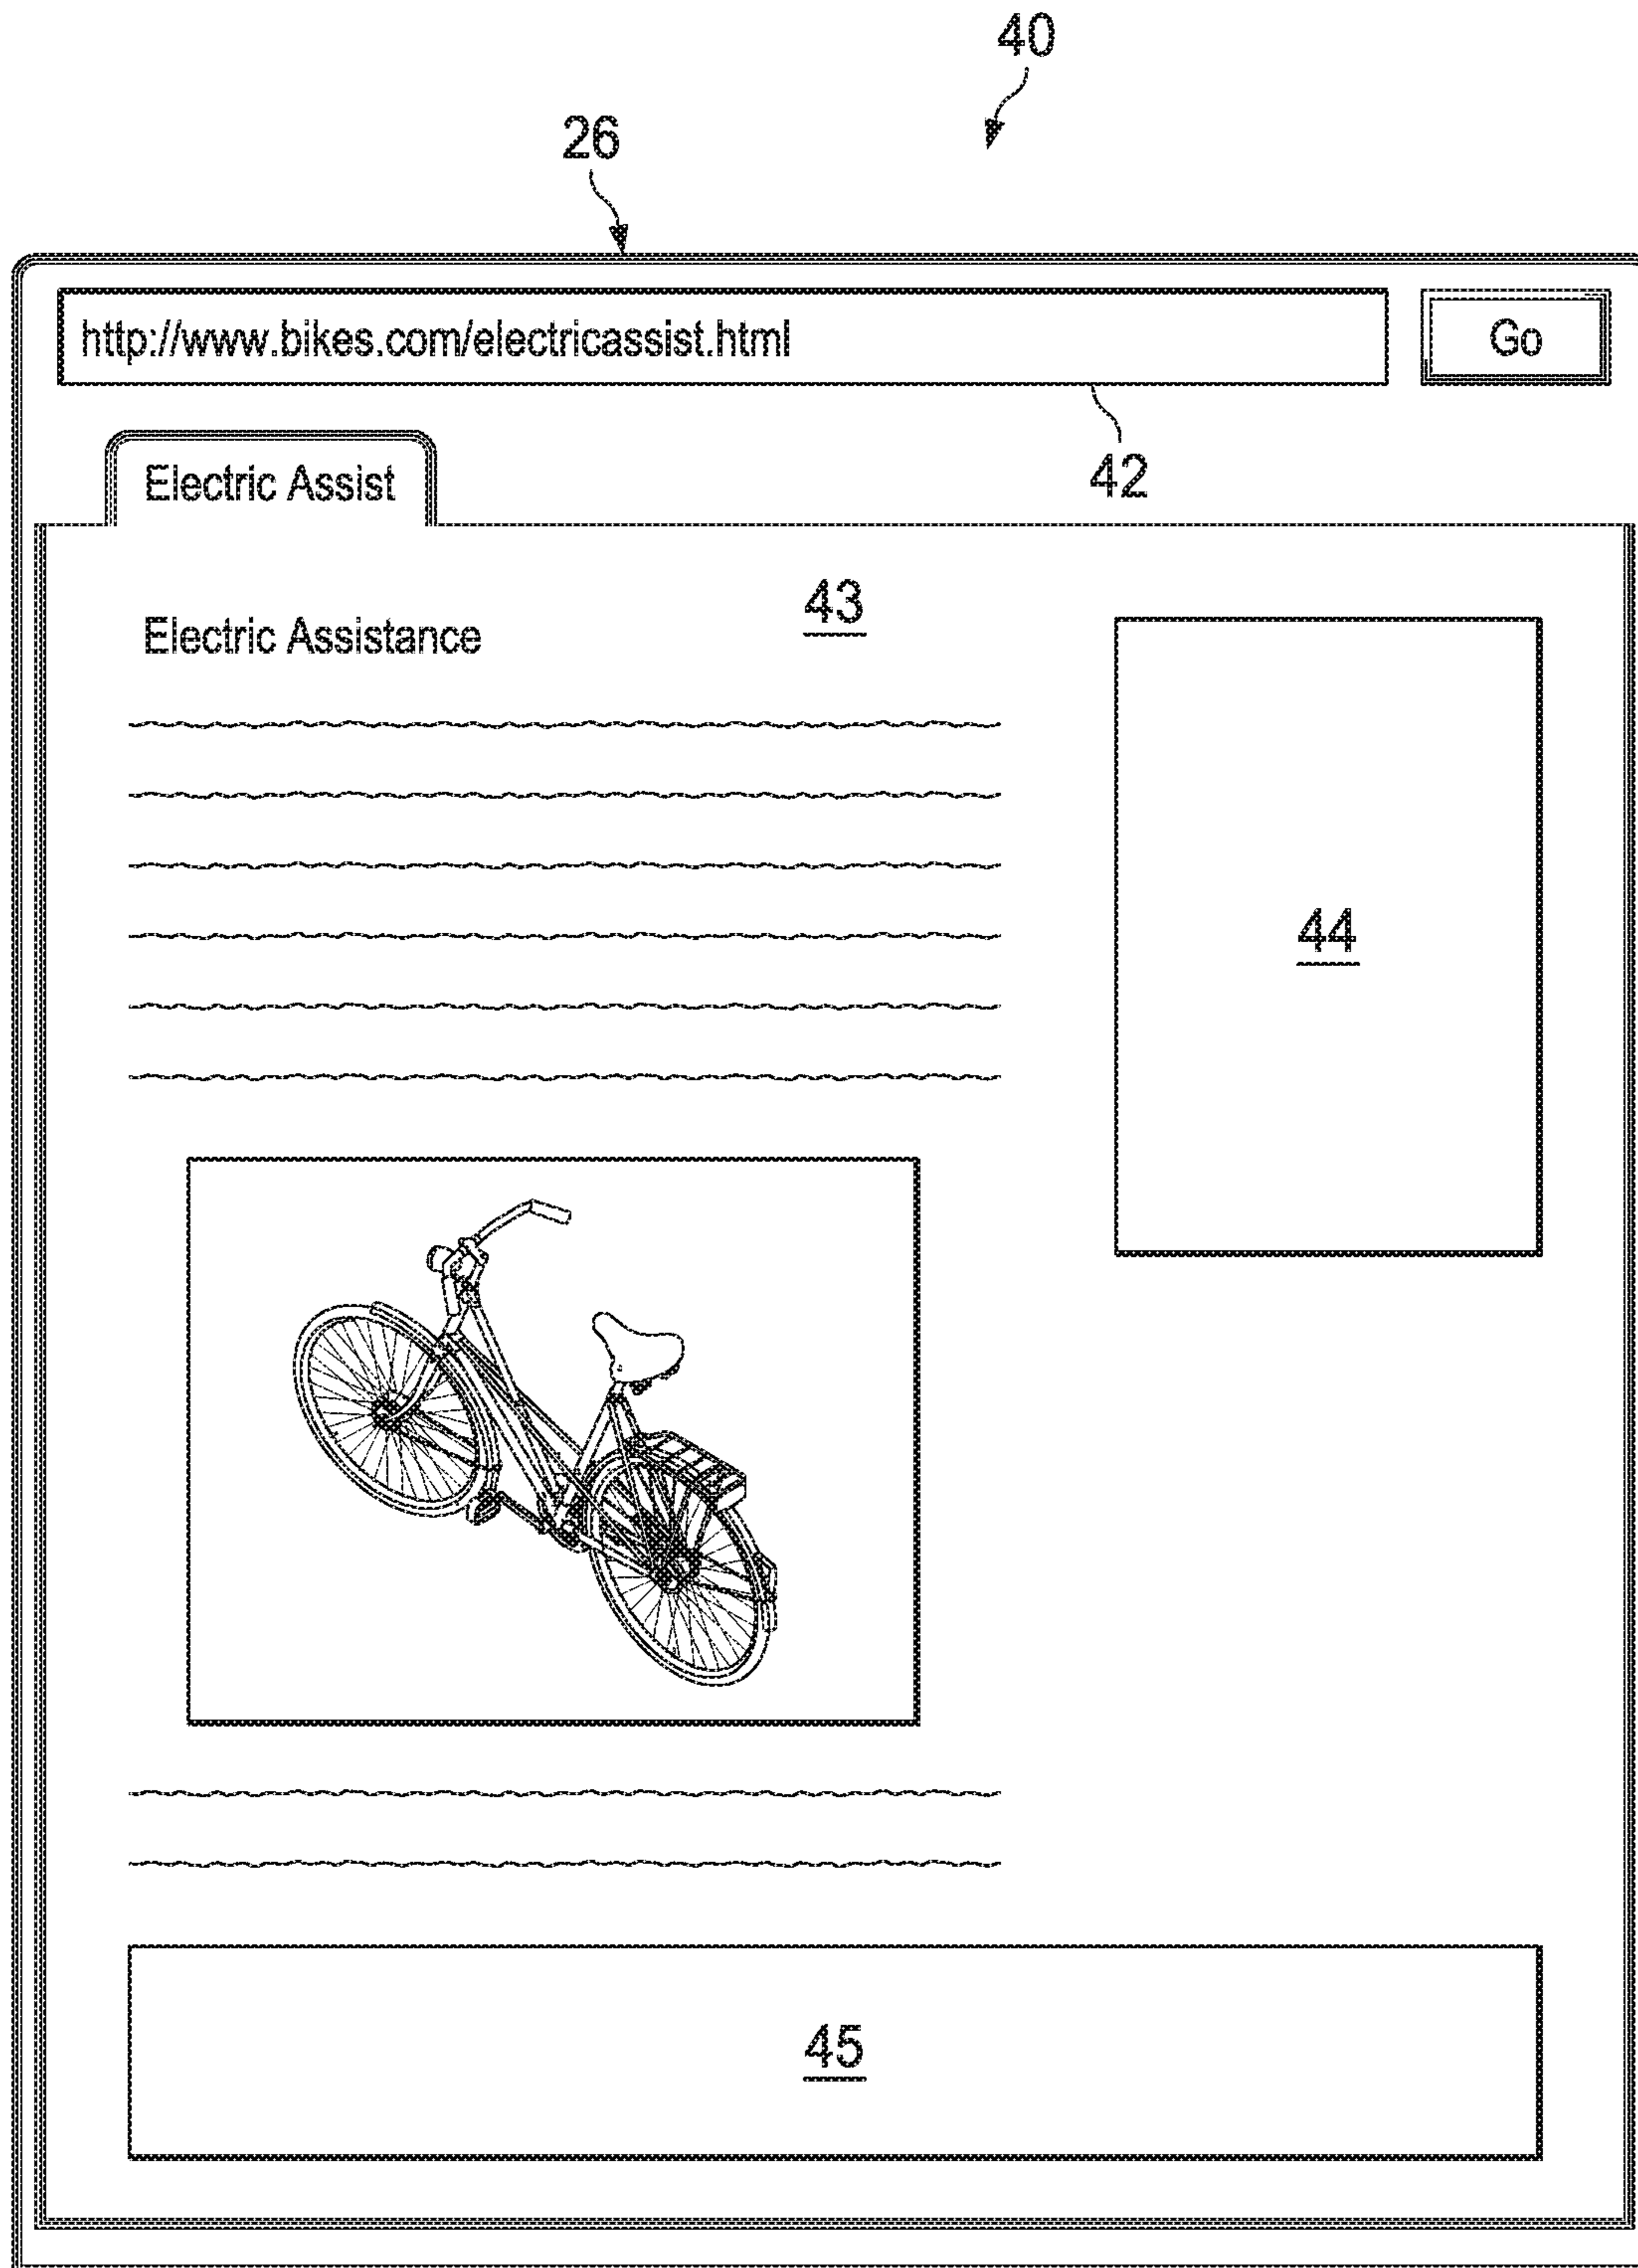 40
26
http://www.bikes.com/electricassist.html
Go
42
Electric Assist
43
Electric Assistance
44
45